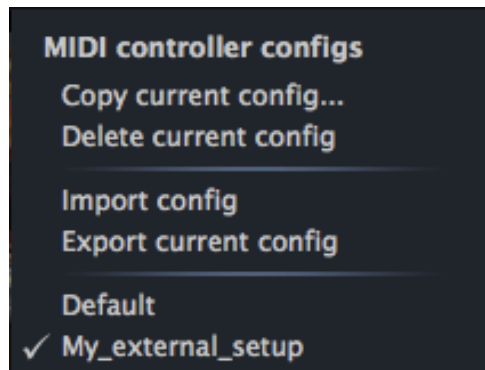 MIDI controller configs
Copy current config...
Delete current config
Import config
Export current config
Default
✓ My_external_setup